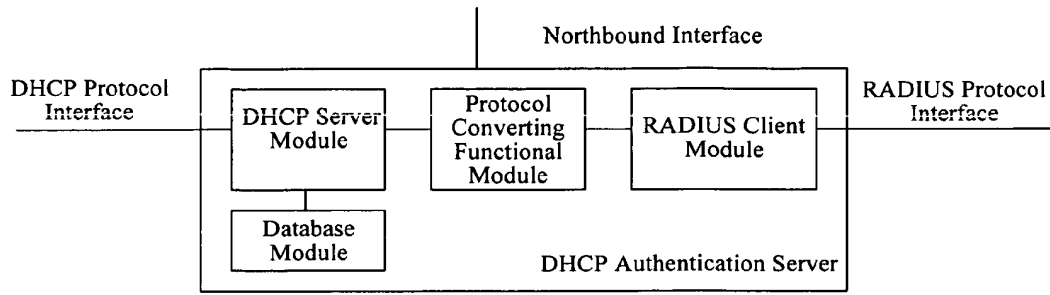 Northbound Interface
DHCP Protocol
Interface
RADIUS Protocol
Interface
DHCP Server
Module
Protocol
Converting
Functional
Module
RADIUS Client
Module
Database
Module
DHCP Authentication Server